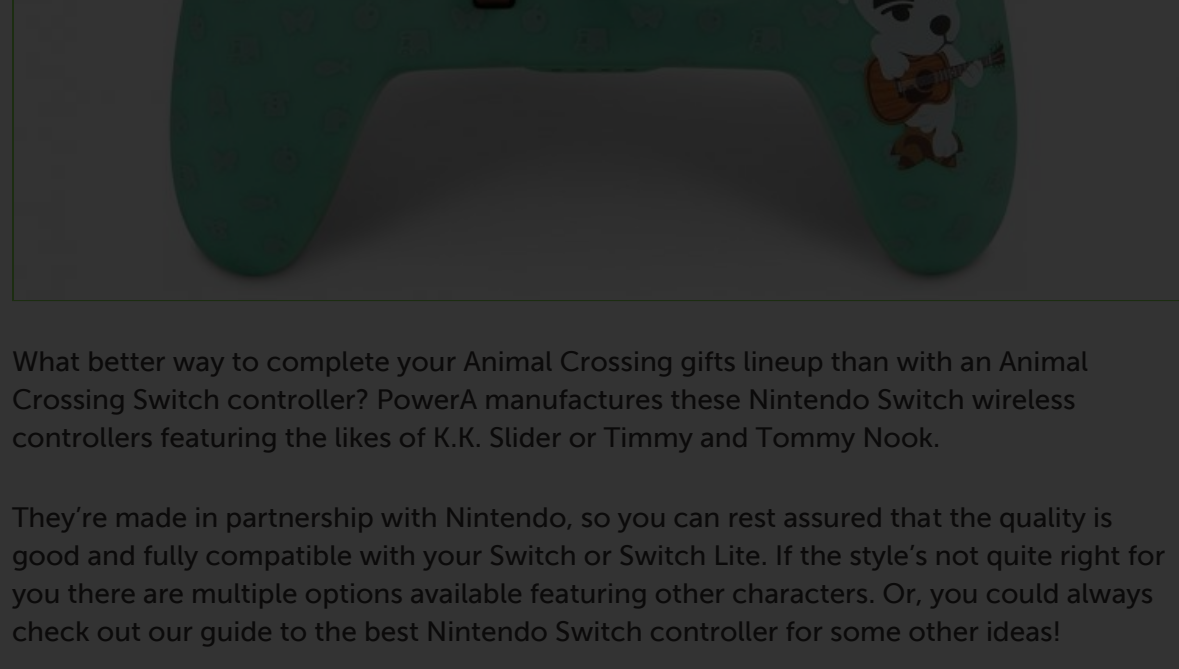 What better way to complete your Animal Crossing gifts lineup than with an Animal
Crossing Switch controller? PowerA manufactures these Nintendo Switch wireless
controllers featuring the likes of K.K. Slider or Timmy and Tommy Nook.
They’re made in partnership with Nintendo, so you can rest assured that the quality is
good and fully compatible with your Switch or Switch Lite. If the style’s not quite right for
you there are multiple options available featuring other characters. Or, you could always
check out our guide to the best Nintendo Switch controller for some other ideas!